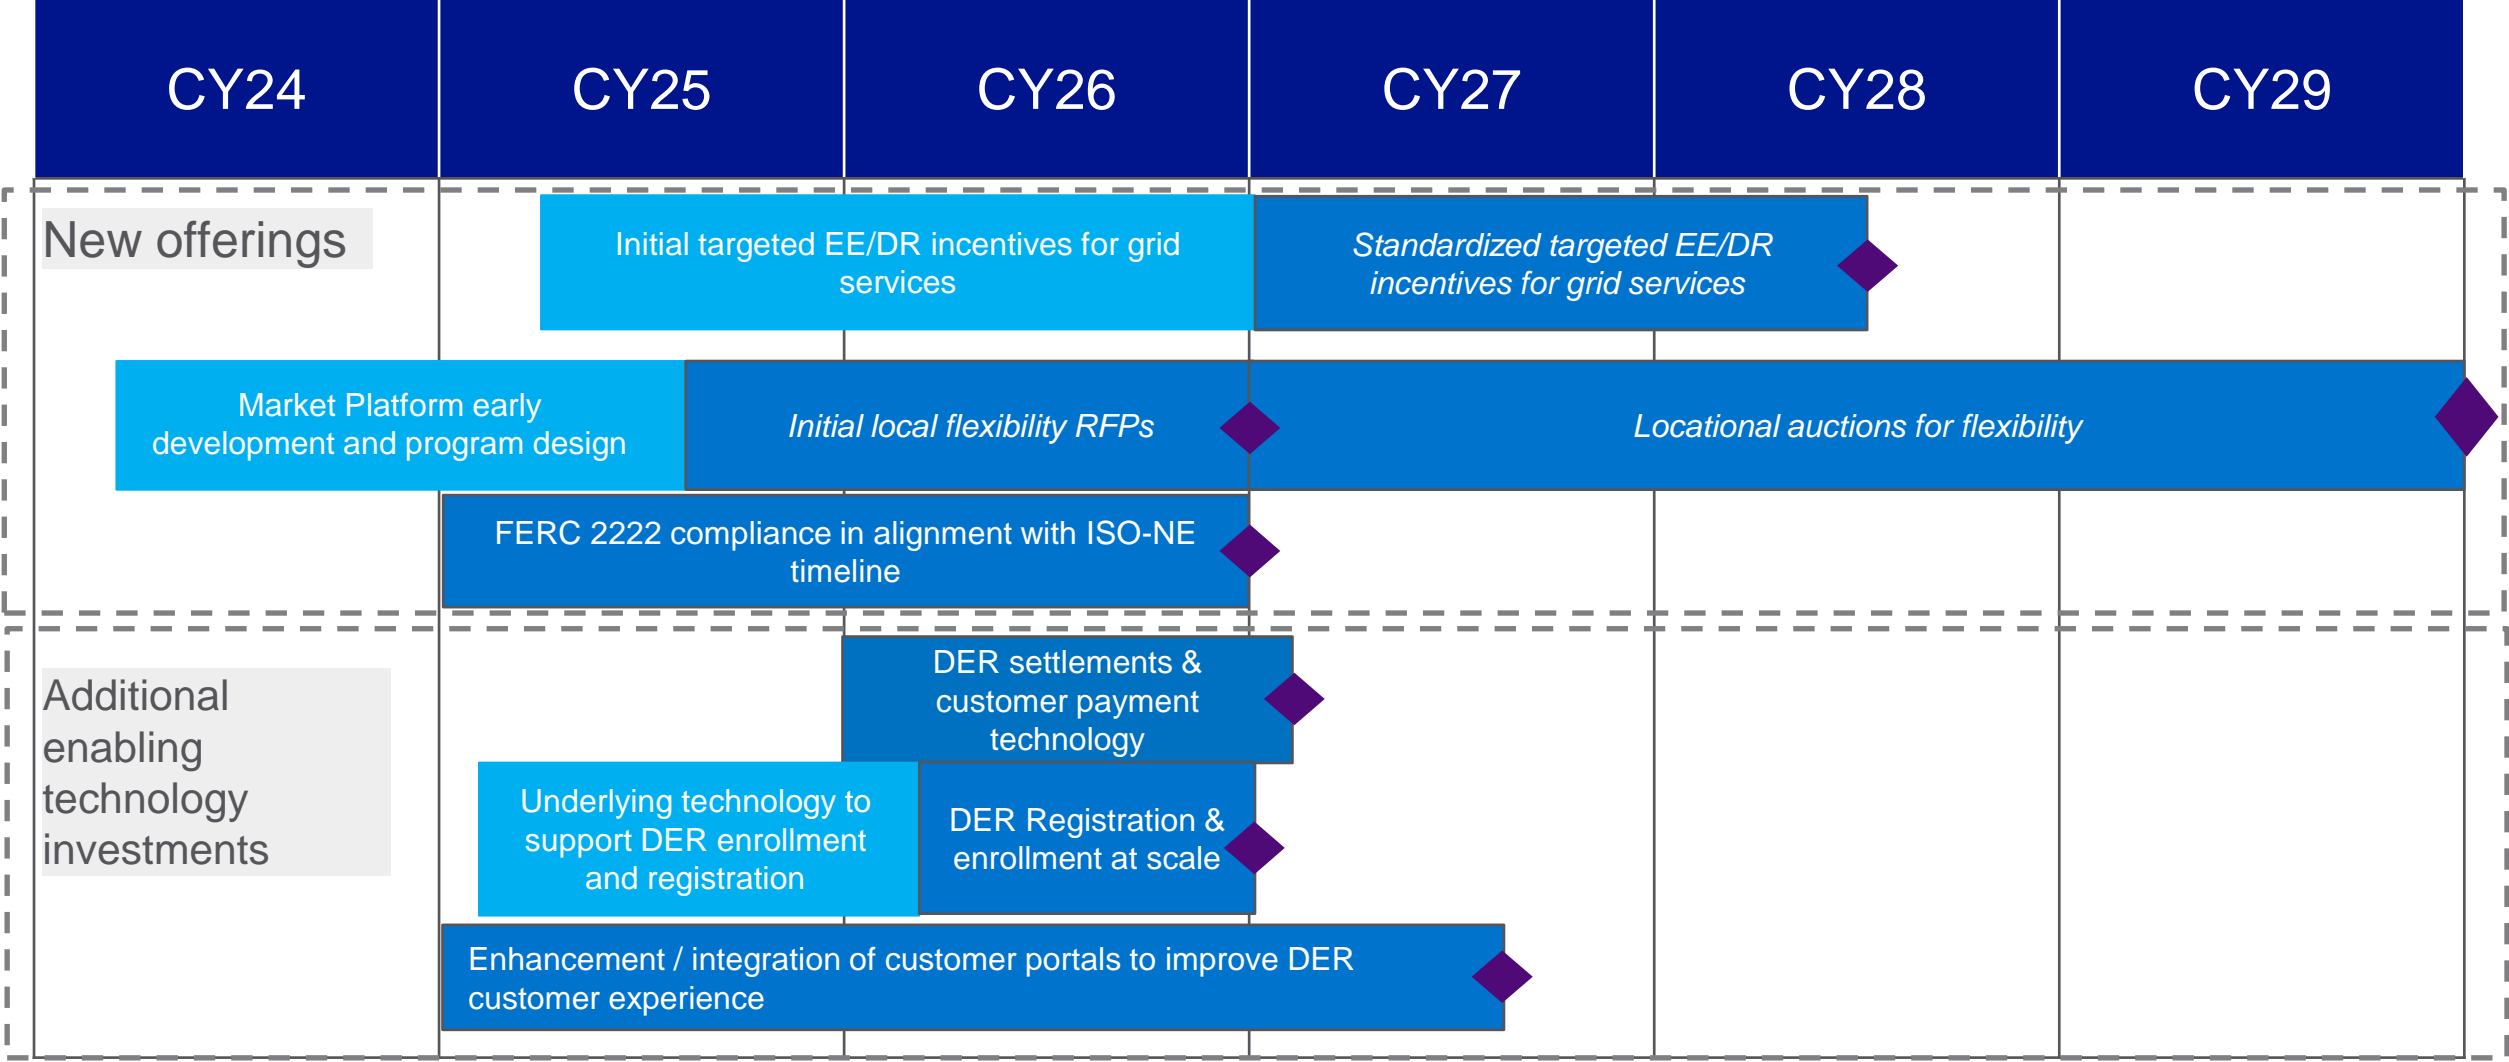 CY24 CY25 CY26 CY27 CY28 CY29
New offerings
Initial targeted EE/DR incentives for grid
services
Standardized targeted EE/DR
incentives for grid services
Market Platform early
development and program design
Initial local flexibility RFPs
Locational auctions for flexibility
FERC 2222 compliance in alignment with ISO-NE
timeline
Additional
enabling
technology
investments
DER settlements &
customer payment
technology
Underlying technology to
support DER enrollment
and registration
DER Registration &
enrollment at scale
Enhancement / integration of customer portals to improve DER
customer experience